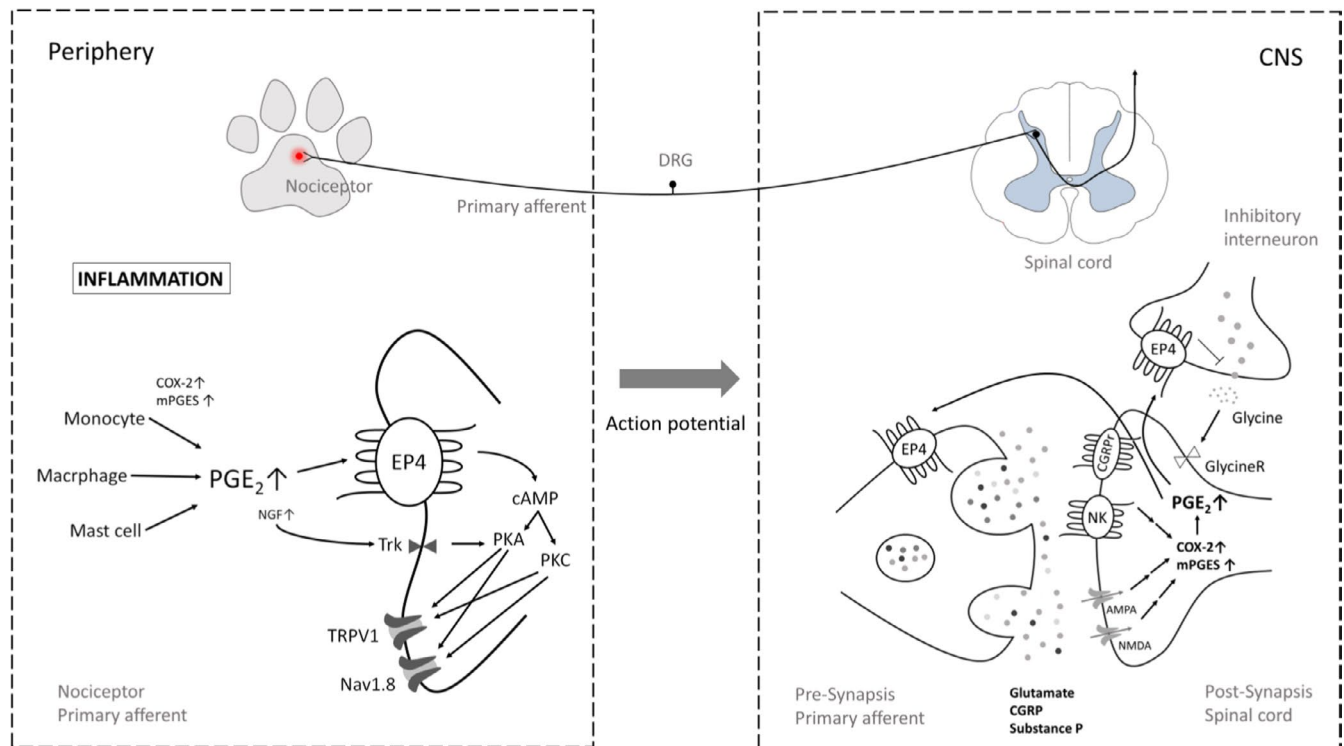 Periphery
Nociceptor
Primary afferent
DRG
INFLAMMATION
COX-2↑
mPGES ↑
Monocyte
Macrphage
Mast cell
PGE₂↑
NGF↑
EP4
cAMP
Trk
PKA
PKC
TRPV1
Nav1.8
Nociceptor
Primary afferent
Action potential
CNS
Spinal cord
Inhibitory
interneuron
EP4
Glycine
GlycineR
EP4
CGRPr
NK
PGE₂↑
COX-2↑
mPGES ↑
AMPA
NMDA
Pre-Synapsis
Primary afferent
Glutamate
CGRP
Substance P
Post-Synapsis
Spinal cord